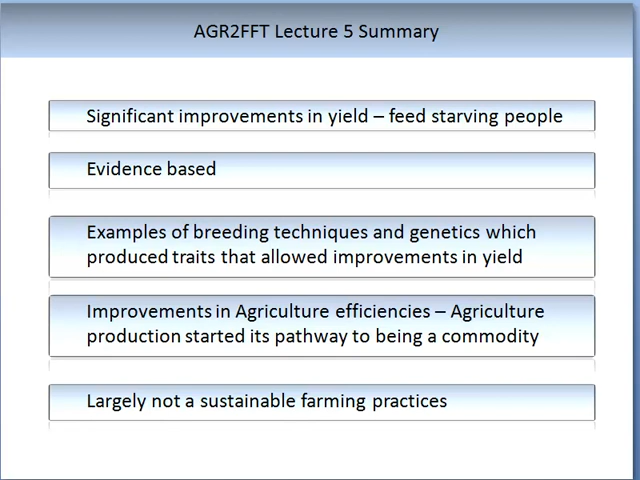 AGR2FFT Lecture 5 Summary
Significant improvements in yield – feed starving people
Evidence based
Examples of breeding techniques and genetics which
produced traits that allowed improvements in yield
Improvements in Agriculture efficiencies – Agriculture
production started its pathway to being a commodity
Largely not a sustainable farming practices